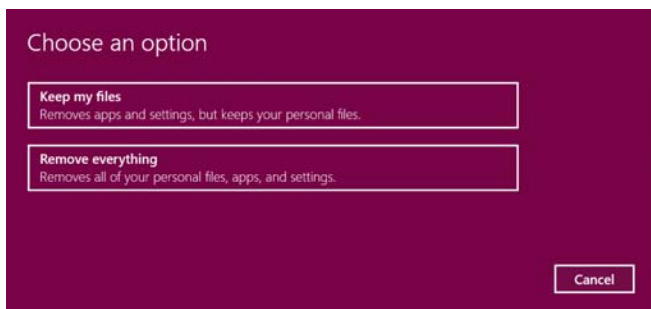 Choose an option
Keep my files
Removes apps and settings, but keeps your personal files.
Remove everything
Removes all of your personal files, apps, and settings.
Cancel